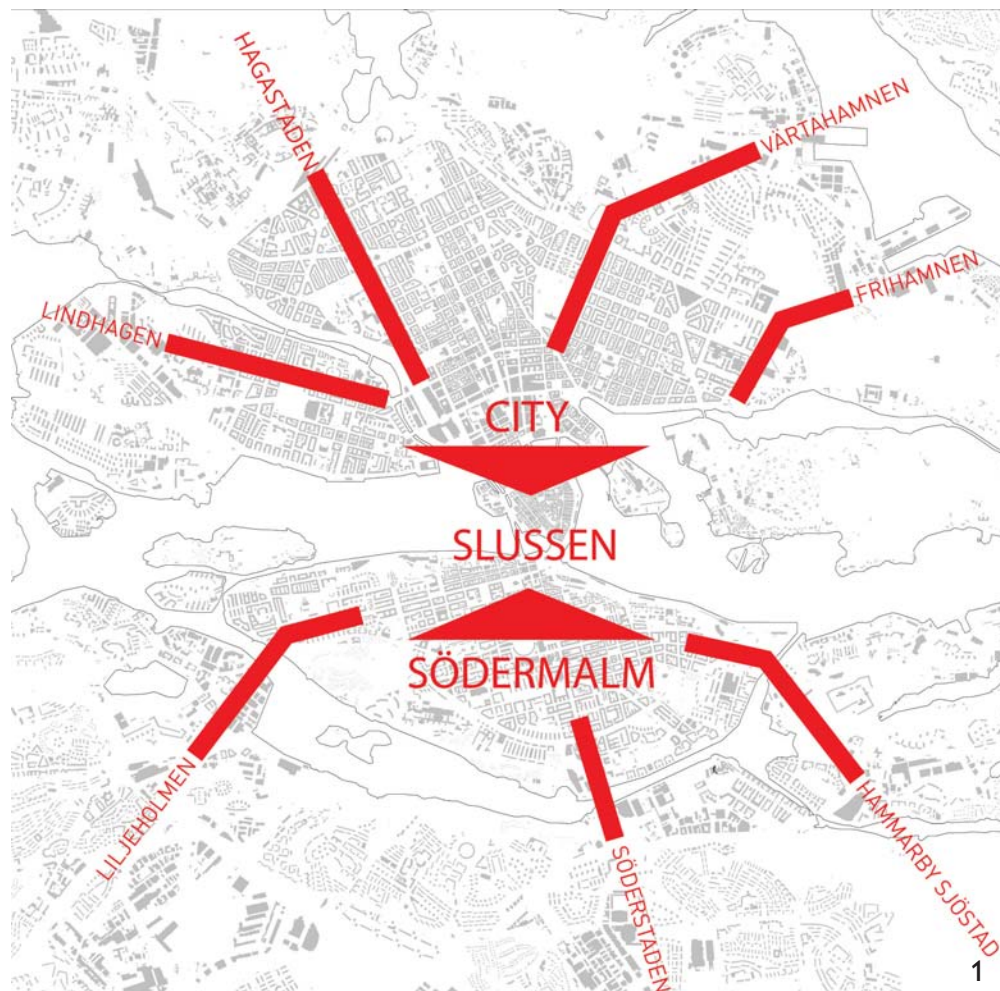 HAGASTADEN
VÄRTAHAMNEN
LINDHAGEN
FRIHAMNEN
CITY
SLUSSEN
SÖDERMALM
LILJEHOLMEN
SÖDERSTADEN
HAMMARBY SJÖSTAD
1